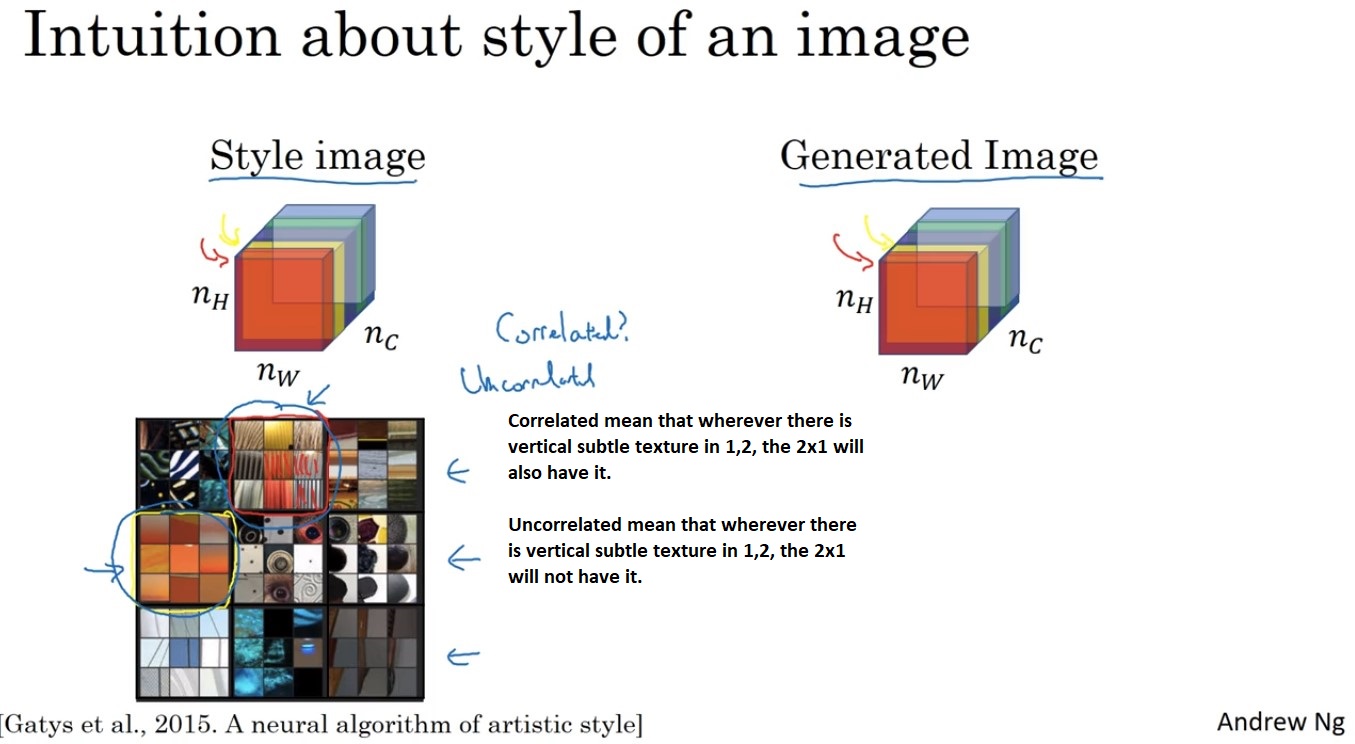 Intuition about style of an image
Style image
Generated Image
n_H
n_C
n_W
n_H
n_C
n_W
Correlated?
Uncorrelated
Correlated mean that wherever there is
vertical subtle texture in 1,2, the 2x1 will
also have it.
Uncorrelated mean that wherever there
is vertical subtle texture in 1,2, the 2x1
will not have it.
[Gatys et al., 2015. A neural algorithm of artistic style]
Andrew Ng